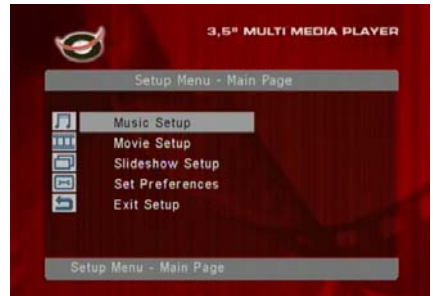 3,5" MULTI MEDIA PLAYER
Setup Menu - Main Page
Music Setup
Movie Setup
Slideshow Setup
Set Preferences
Exit Setup
Setup Menu - Main Page